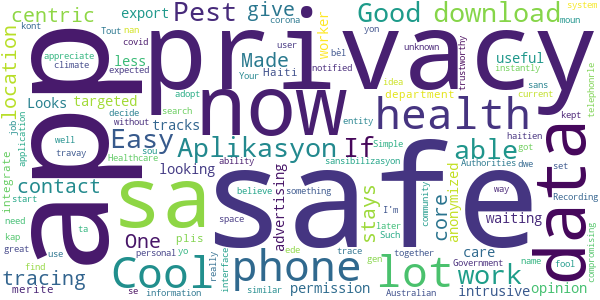 app
privacy
safe
now
data
sa
health
phone
lot
Cool
Aplikasyon
Easy
work
able
If
core
tracing
contact
Good
download
centric
Pest
give
location
Made
One
stays
anonymized
advertising
permission
intrusive
opinion
care
waiting
useful
worker
export
less
targeted
tracks
looking
Looks
Haiti
department
integrate
merite
plis
space
ability
Healthcare
search
without
Your
user
corona
covid
Tout
nan
kont
appreciate
climate
expected
notified
bèl
yon
unknown
trustworthy
instantly
idea
adopt
entity
decide
job
application
well
travay
sou
Simple
haitien
got
sansibilizasyon
Authorities
dwe
set
Recording
kept
sans
current
system
moun
telephonrie
start
need
kap
great
use
ta
find
believe
something
I'm
community
way
later
Such
together
trace
gen
ede
Government
name
fool
compromising
personal
yo
really
interface
similar
Australian
se
information